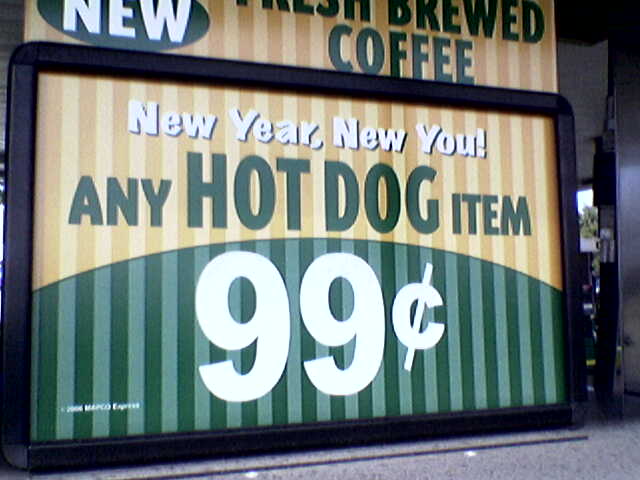 NEW
FRESH BREWED
COFFEE
New Year, New You!
ANY HOT DOG ITEM
99¢
©2006 MAPCO Express